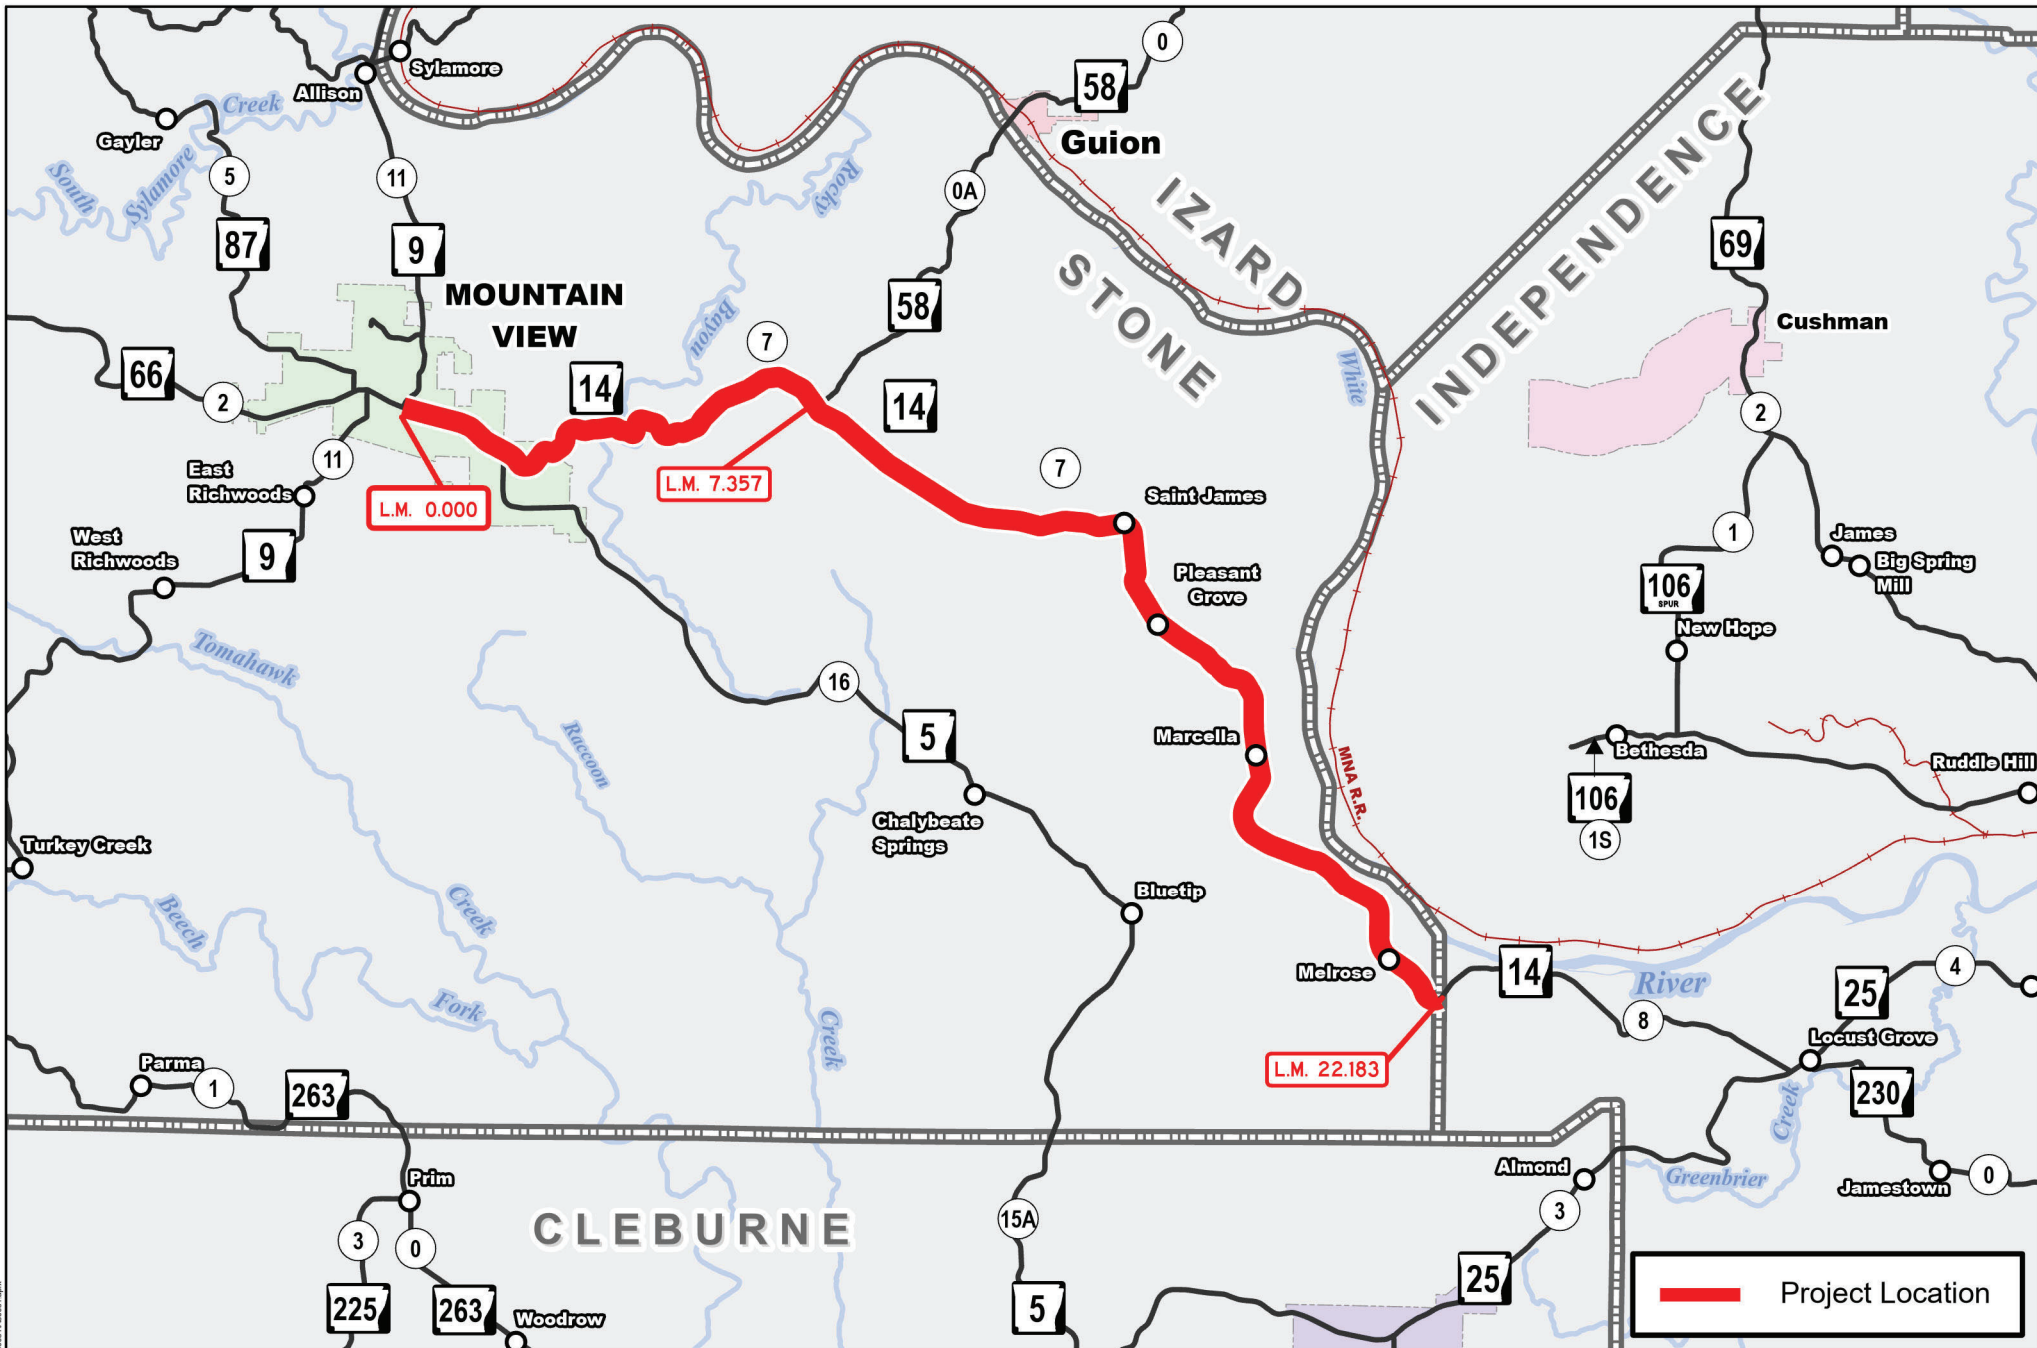 0
Sylamore
Allison
58
Creek
Gayler
Guion
South
Sylamore
5
11
Rocky
0A
IZARD
INDEPENDENCE
87
9
69
STONE
MOUNTAIN
VIEW
58
Bayou
Cushman
7
White
66
14
14
2
2
11
East
Richwoods
L.M. 0.000
L.M. 7.357
7
Saint James
West
Richwoods
9
1
James
Big Spring
Mill
Pleasant
Grove
106
SPUR
New Hope
Tomahawk
16
Raccoon
5
Marcella
MNA R.R.
Bethesda
Ruddle Hill
106
1S
Chalybeate
Springs
Turkey Creek
Beech
Creek
Bluetip
Melrose
14
River
4
25
Fork
Creek
8
Locust Grove
L.M. 22.183
Parma
1
263
230
Creek
Prim
Almond
Greenbrier
Jamestown
0
CLEBURNE
15A
3
3
0
225
263
Woodrow
5
25
Project Location